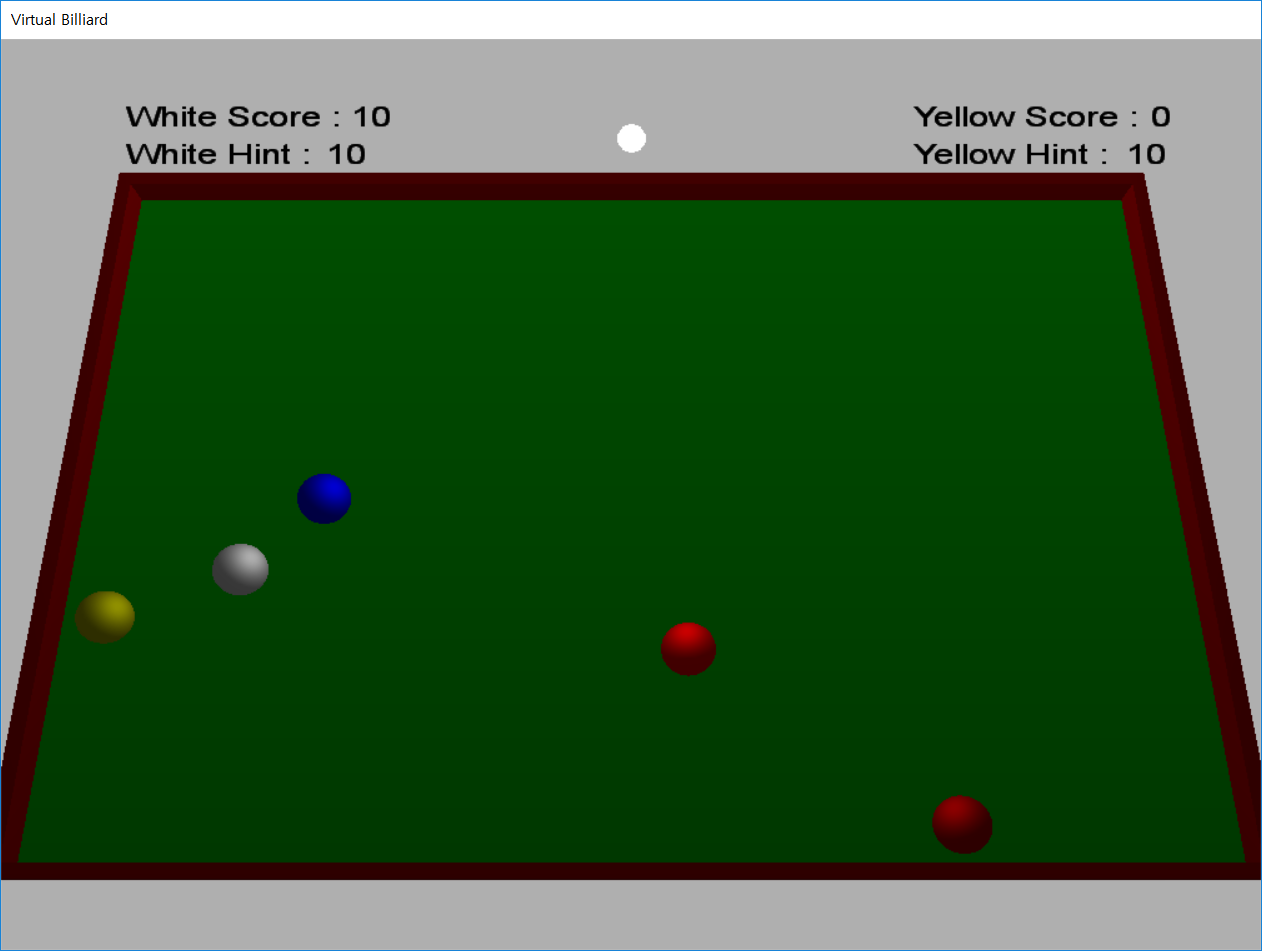 Virtual Billiard
White Score : 10
White Hint :  10
Yellow Score : 0
Yellow Hint :  10